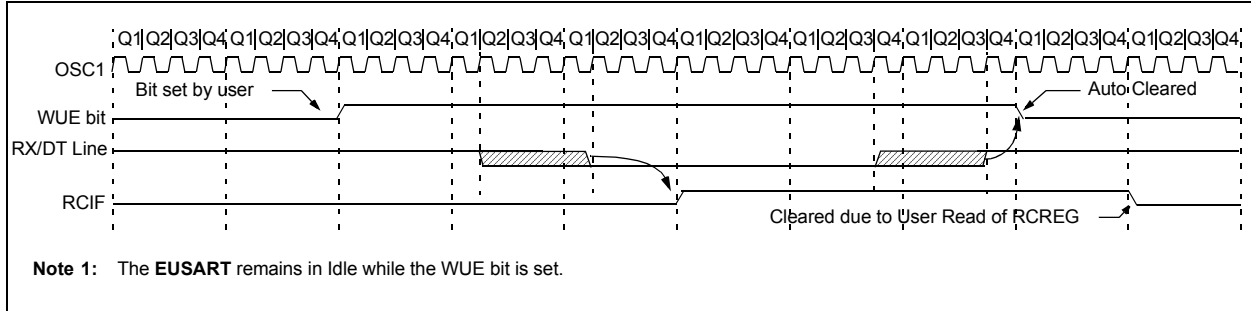 Q1 Q2 Q3 Q4 Q1 Q2 Q3 Q4 Q1 Q2 Q3 Q4 Q1 Q2 Q3 Q4 Q1 Q2 Q3 Q4 Q1 Q2 Q3 Q4 Q1 Q2 Q3 Q4 Q1 Q2 Q3 Q4 Q1 Q2 Q3 Q4 Q1 Q2 Q3 Q4
OSC1
Bit set by user
Auto Cleared
WUE bit
RX/DT Line
RCIF
Cleared due to User Read of RCREG
Note 1: The EUSART remains in Idle while the WUE bit is set.